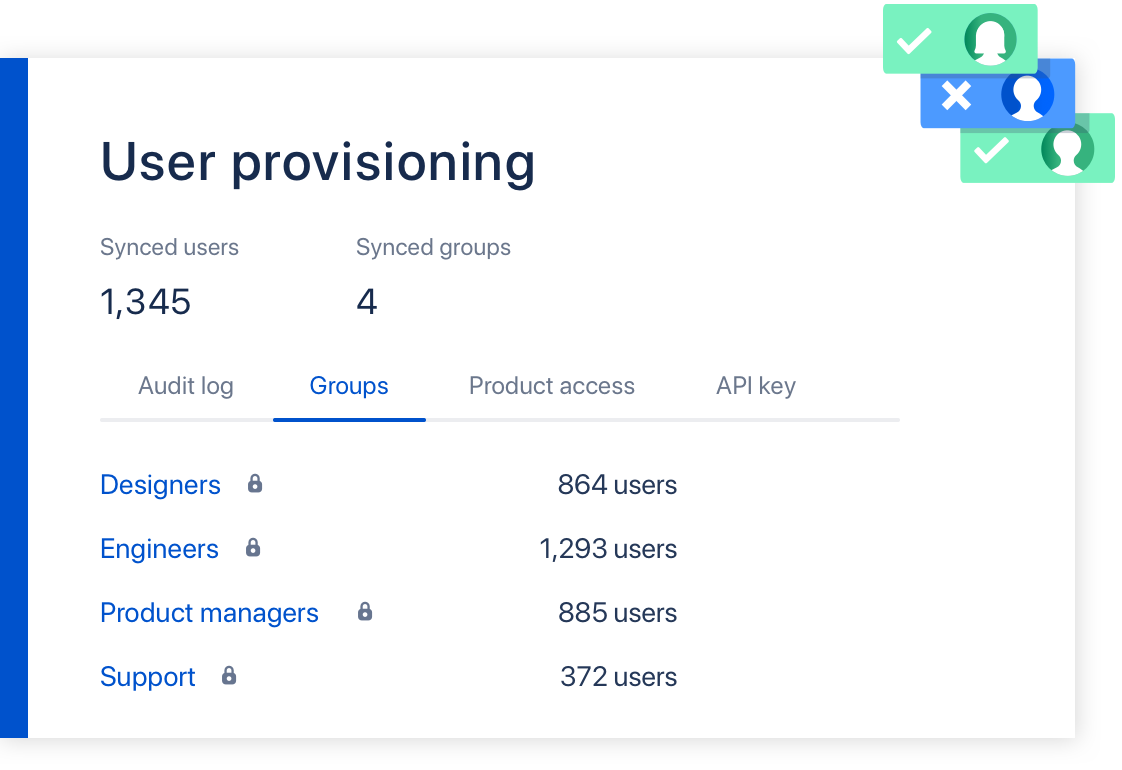 User provisioning
Synced users Synced groups
1,345 4
Audit log Groups Product access API key
Designers 864 users
Engineers 1,293 users
Product managers 885 users
Support 372 users